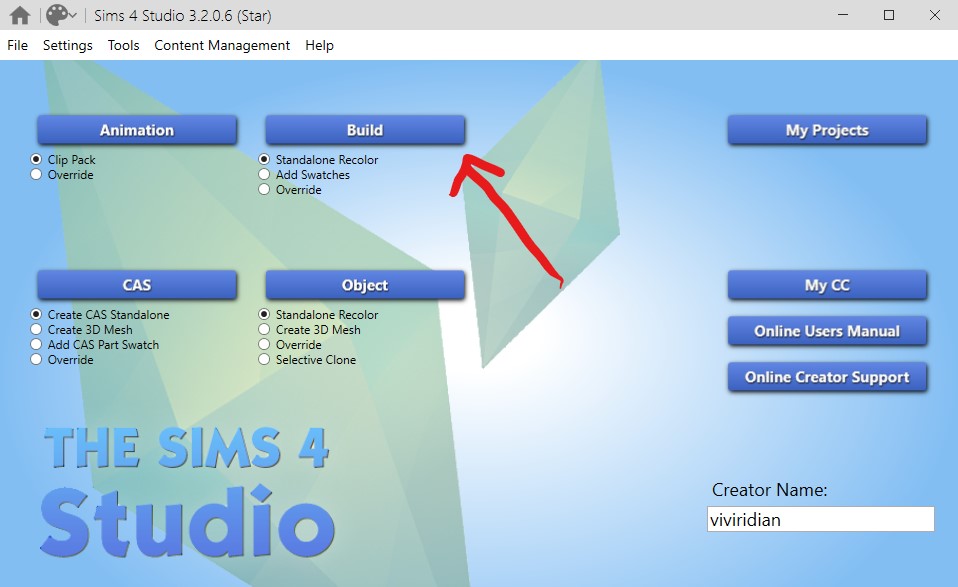 Sims 4 Studio 3.2.0.6 (Star)
File Settings Tools Content Management Help
Animation
Clip Pack
Override
Build
Standalone Recolor
Add Swatches
Override
My Projects
CAS
Create CAS Standalone
Create 3D Mesh
Add CAS Part Swatch
Override
Object
Standalone Recolor
Create 3D Mesh
Override
Selective Clone
My CC
Online Users Manual
Online Creator Support
THE SIMS 4
Studio
Creator Name:
viviridian